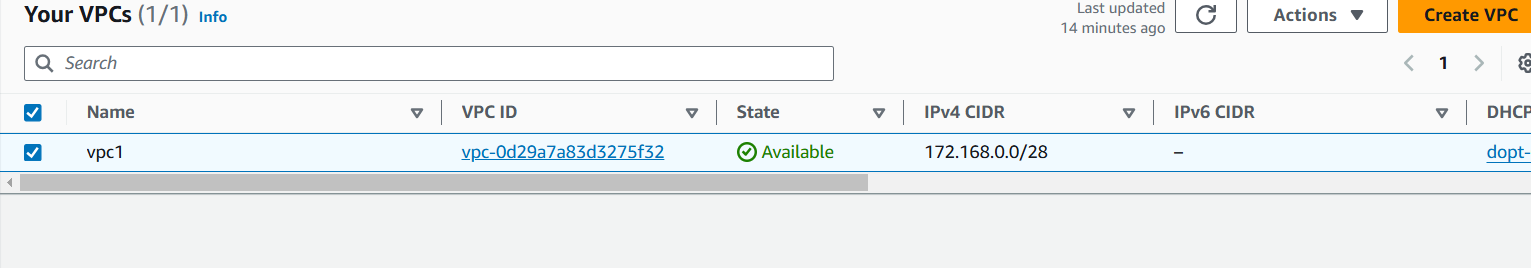 Your VPCs (1/1) Info
Last updated
14 minutes ago
Actions
Create VPC
Search
1
Name VPC ID State IPv4 CIDR IPv6 CIDR DHCP
vpc1 vpc-0d29a7a83d3275f32 Available 172.168.0.0/28 – dopt-